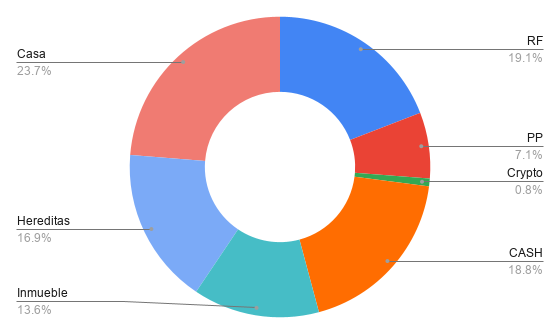 RF
19.1%
PP
7.1%
Crypto
0.8%
CASH
18.8%
Inmueble
13.6%
Hereditas
16.9%
Casa
23.7%